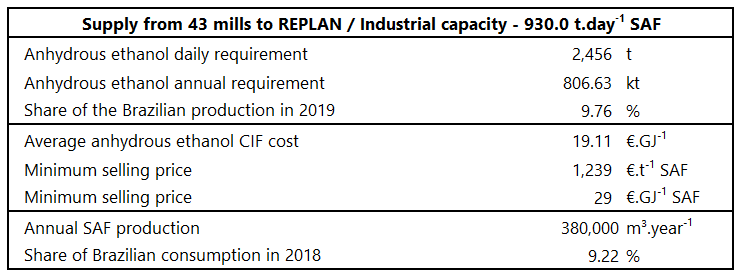 Supply from 43 mills to REPLAN / Industrial capacity - 930.0 t.day⁻¹ SAF
Anhydrous ethanol daily requirement 2,456 t
Anhydrous ethanol annual requirement 806.63 kt
Share of the Brazilian production in 2019 9.76 %
Average anhydrous ethanol CIF cost 19.11 €.GJ⁻¹
Minimum selling price 1,239 €.t⁻¹ SAF
Minimum selling price 29 €.GJ⁻¹ SAF
Annual SAF production 380,000 m³.year⁻¹
Share of Brazilian consumption in 2018 9.22 %